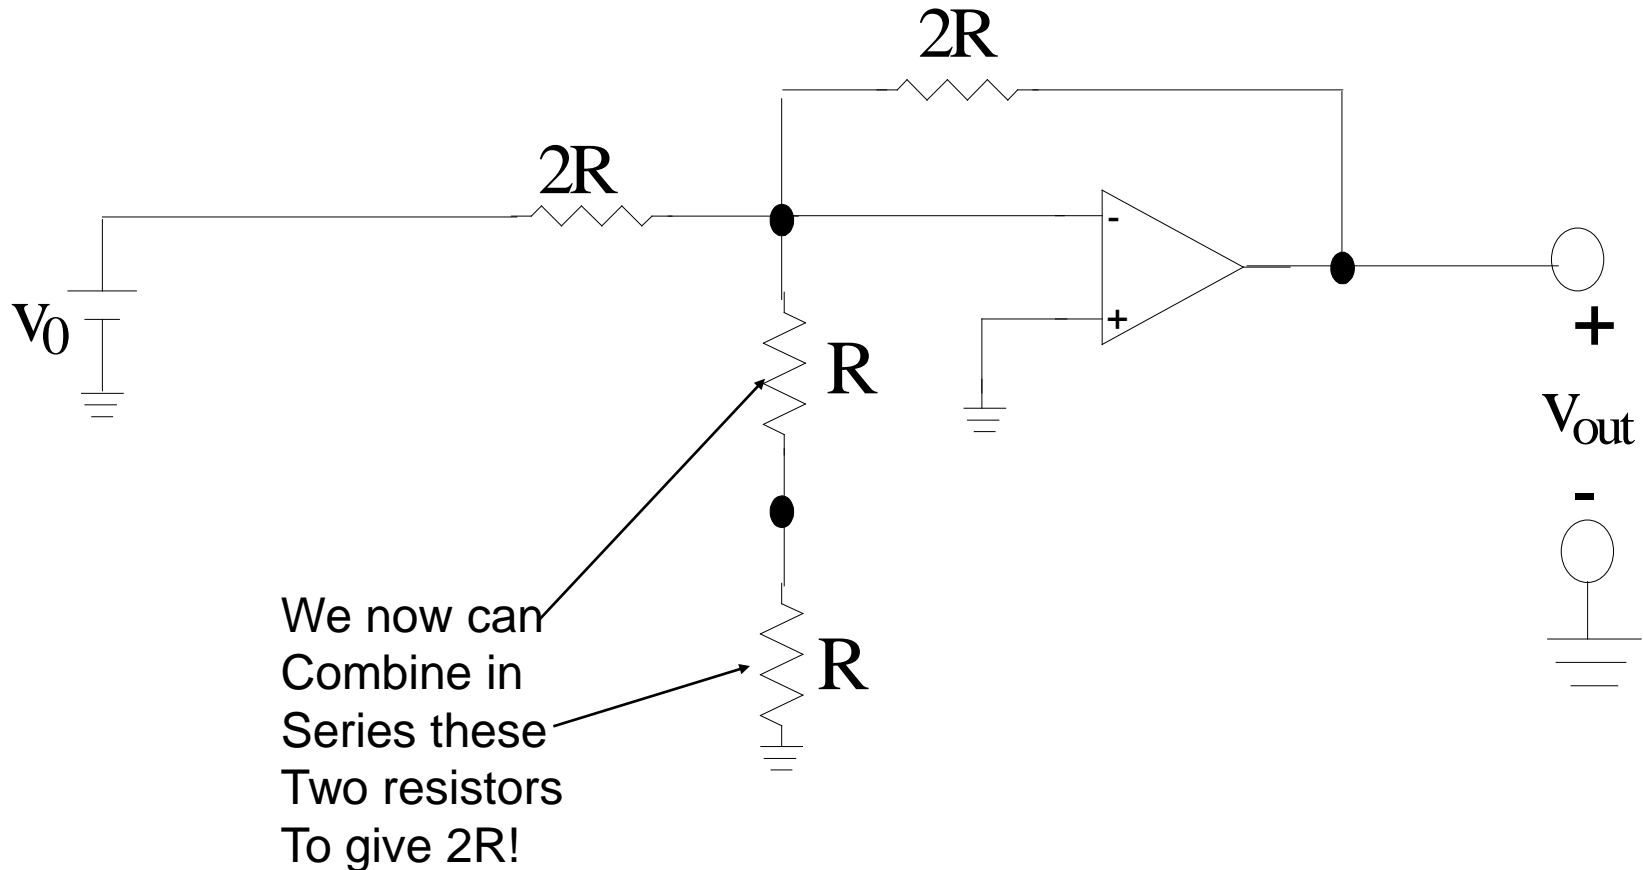 2R
2R
-
+
V0
R
+
Vout
-
We now can
Combine in
Series these
Two resistors
To give 2R!
R